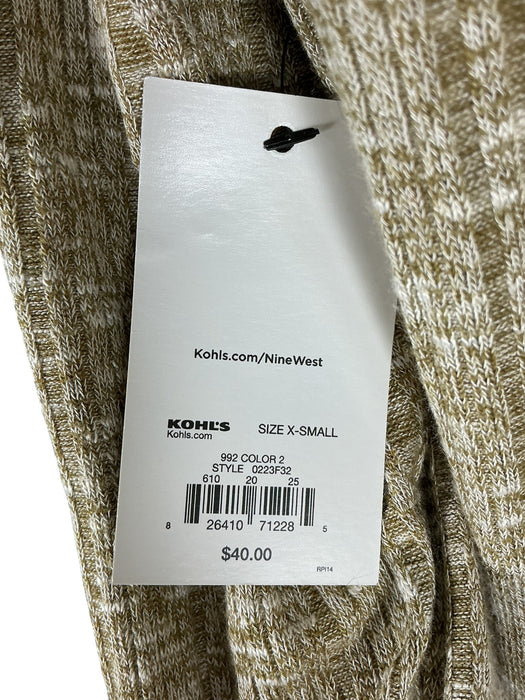 Kohls.com/NineWest
KOHL'S
Kohls.com
SIZE X-SMALL
992 COLOR 2
STYLE 0223F32
610 20 25
8 26410 71228 5
$40.00
RPI14